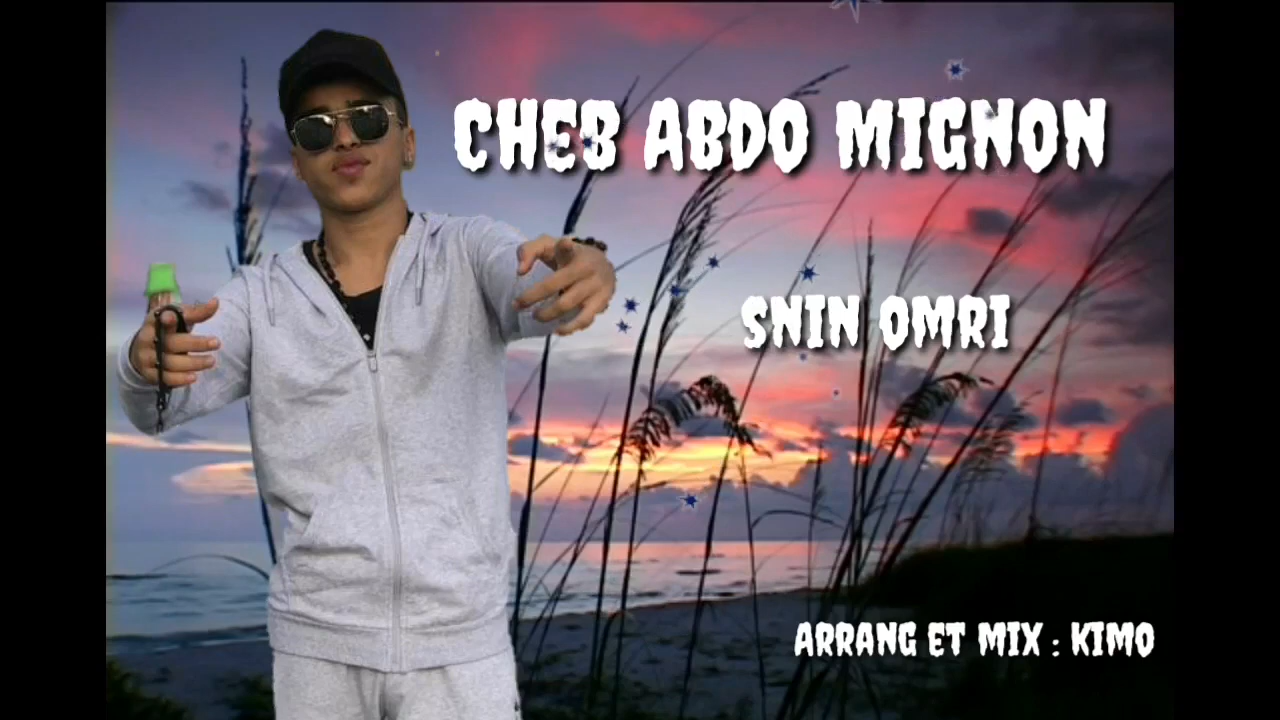 CHEB ABDO MIGNON
SNIN OMRI
ARRANG ET MIX : KIMO